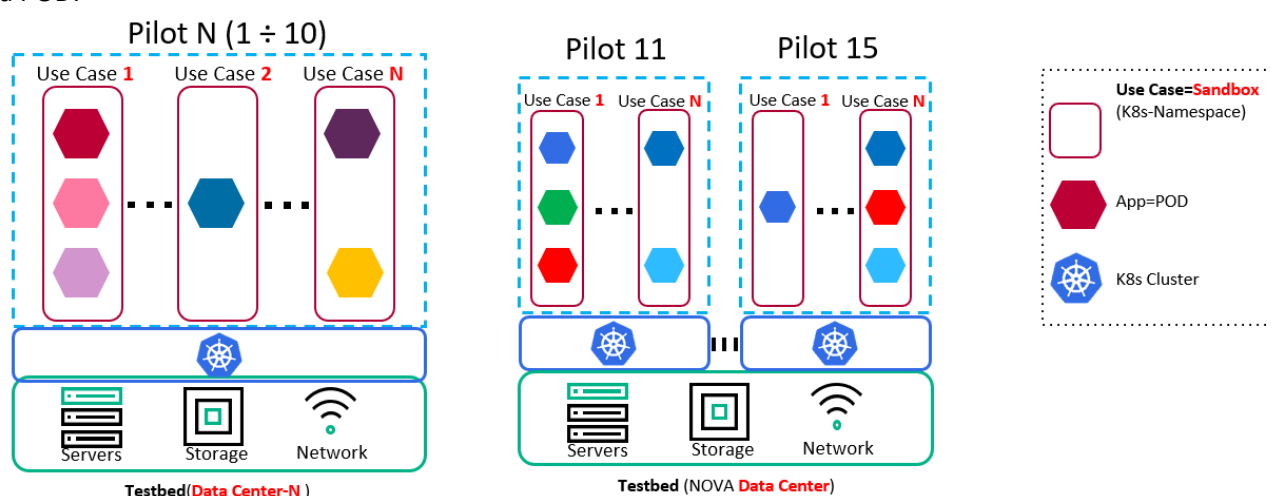 Pilot N (1 ÷ 10)
Use Case 1 Use Case 2 Use Case N
Servers Storage Network
Testbed(Data Center-N )
Pilot 11 Pilot 15
Use Case 1 Use Case N Use Case 1 Use Case N
Servers Storage Network
Testbed (NOVA Data Center)
Use Case=Sandbox
(K8s-Namespace)
App=POD
K8s Cluster